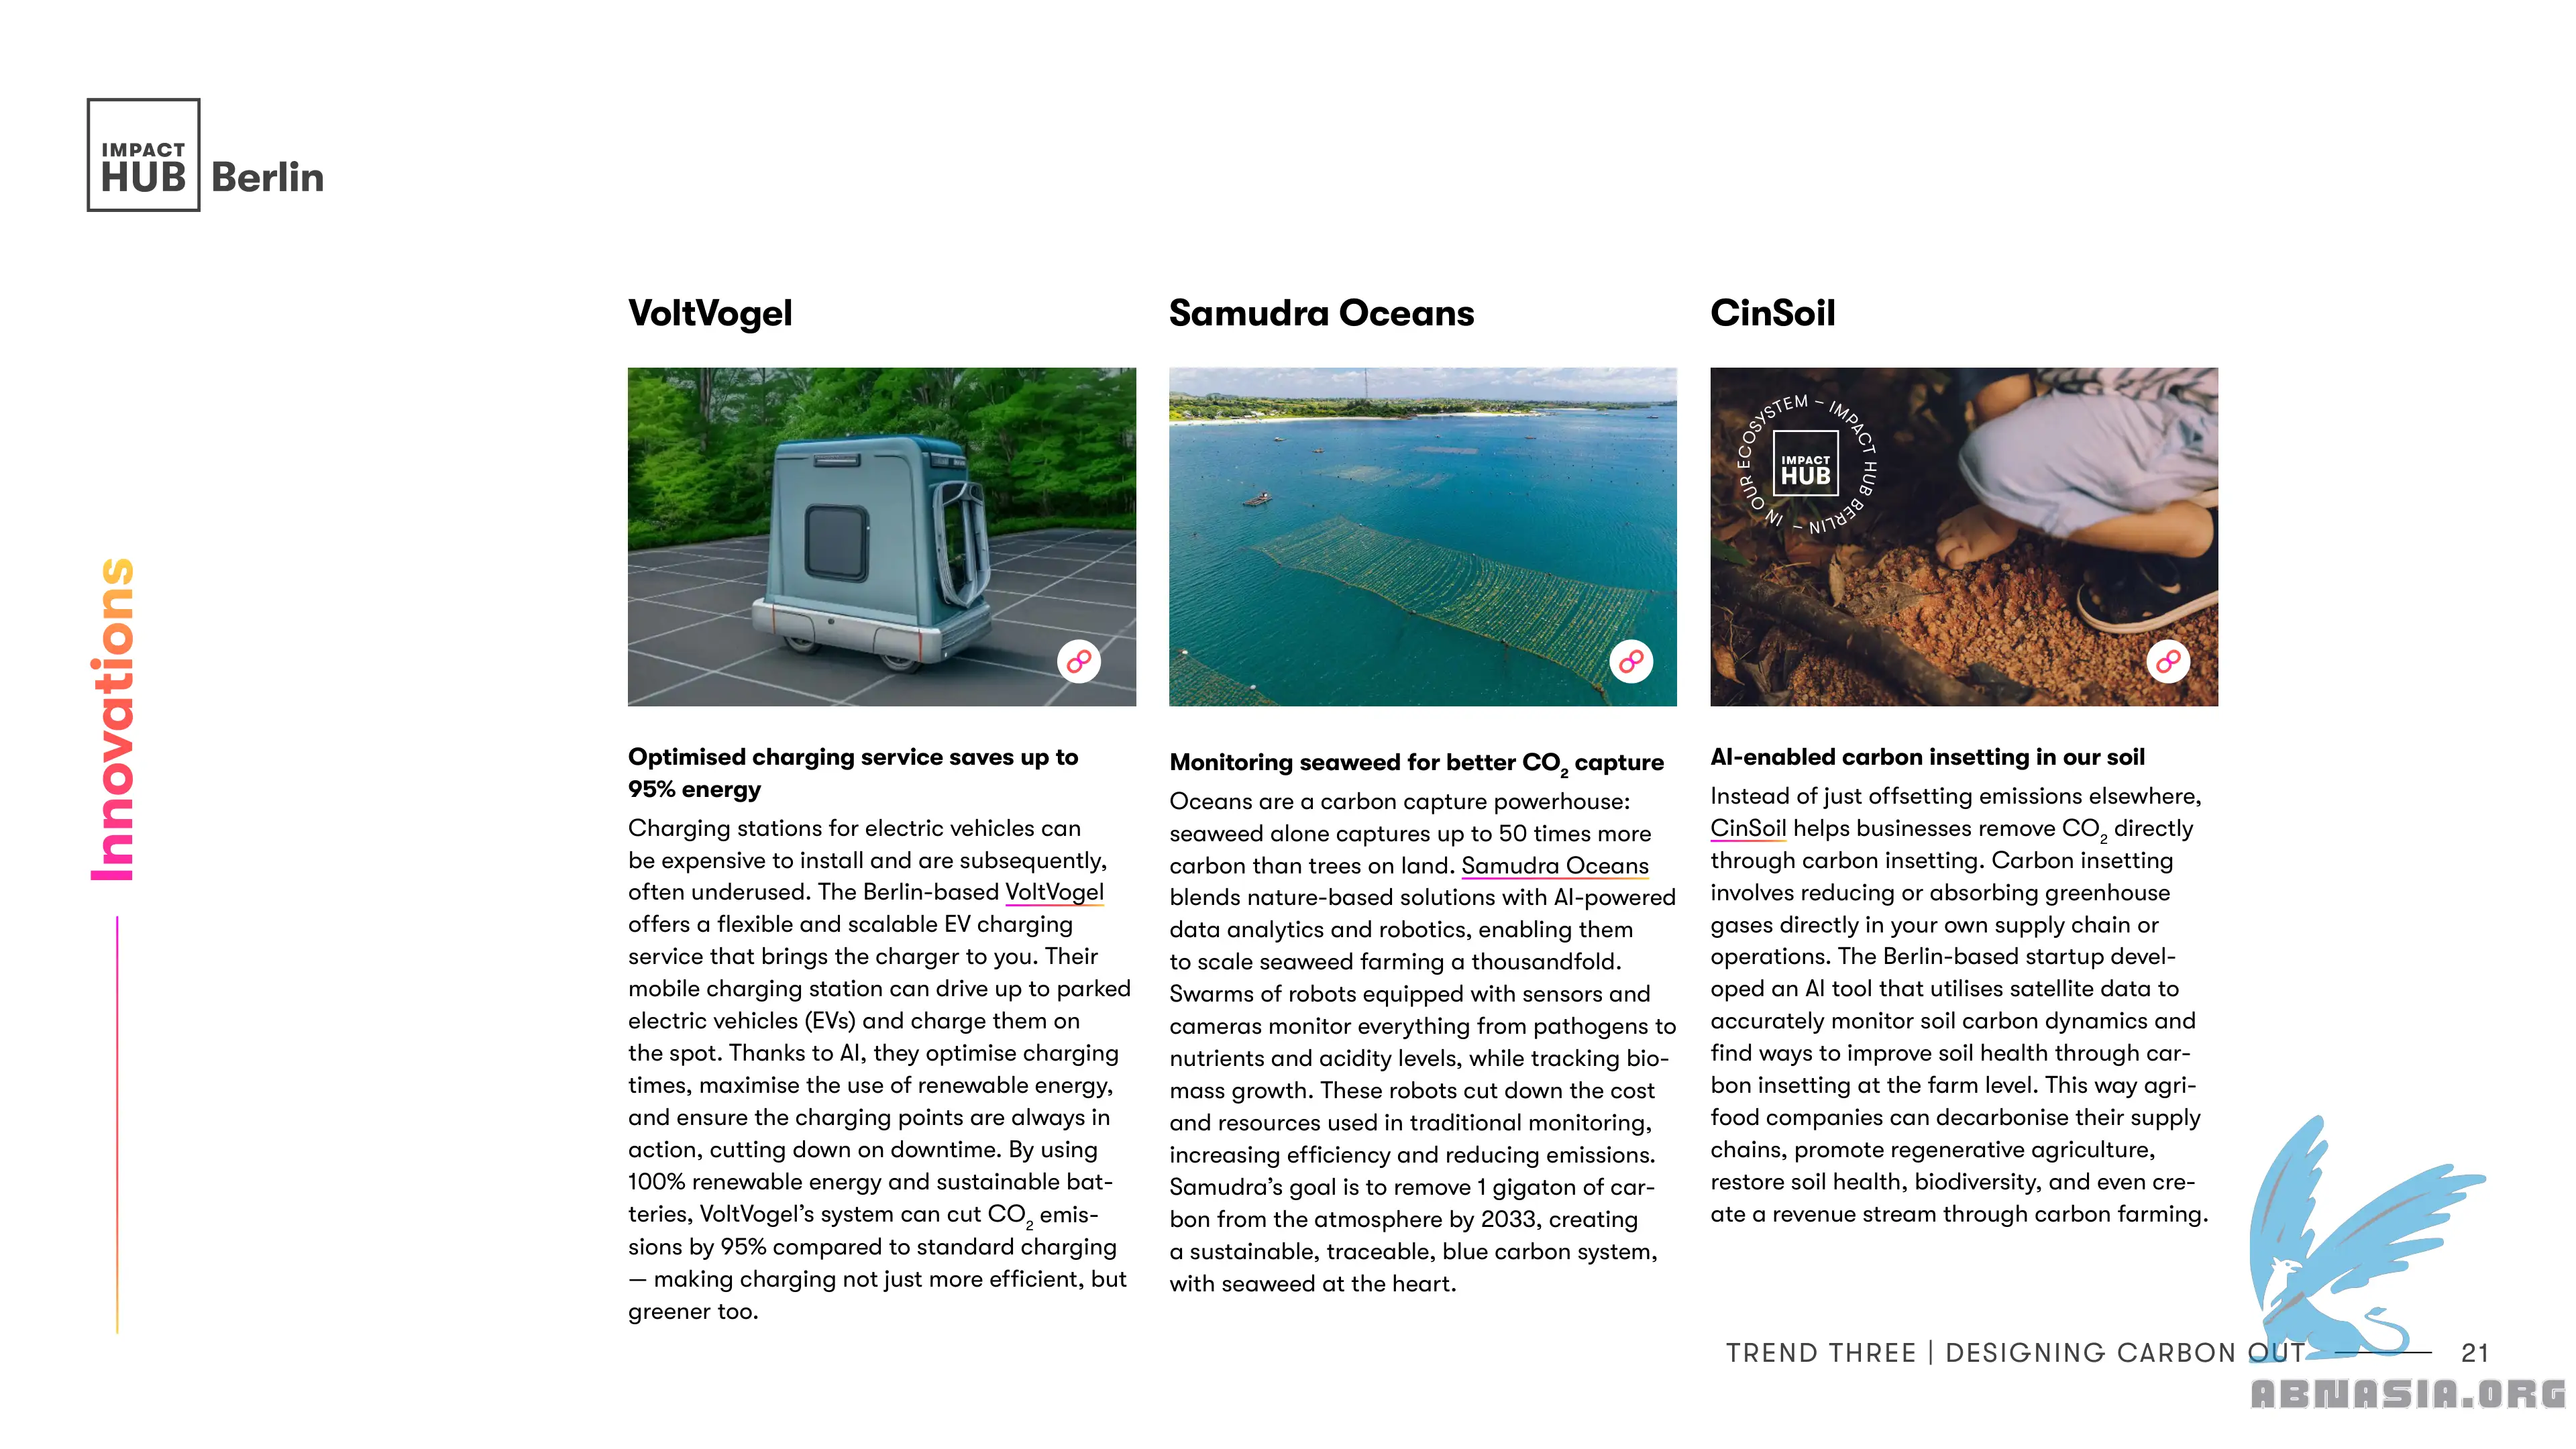 IMPACT
HUB Berlin
Innovations
VoltVogel
Optimised charging service saves up to
95% energy
Charging stations for electric vehicles can
be expensive to install and are subsequently,
often underused. The Berlin-based VoltVogel
offers a flexible and scalable EV charging
service that brings the charger to you. Their
mobile charging station can drive up to parked
electric vehicles (EVs) and charge them on
the spot. Thanks to AI, they optimise charging
times, maximise the use of renewable energy,
and ensure the charging points are always in
action, cutting down on downtime. By using
100% renewable energy and sustainable bat-
teries, VoltVogel’s system can cut CO₂ emis-
sions by 95% compared to standard charging
— making charging not just more efficient, but
greener too.
Samudra Oceans
Monitoring seaweed for better CO₂ capture
Oceans are a carbon capture powerhouse:
seaweed alone captures up to 50 times more
carbon than trees on land. Samudra Oceans
blends nature-based solutions with AI-powered
data analytics and robotics, enabling them
to scale seaweed farming a thousandfold.
Swarms of robots equipped with sensors and
cameras monitor everything from pathogens to
nutrients and acidity levels, while tracking bio-
mass growth. These robots cut down the cost
and resources used in traditional monitoring,
increasing efficiency and reducing emissions.
Samudra’s goal is to remove 1 gigaton of car-
bon from the atmosphere by 2033, creating
a sustainable, traceable, blue carbon system,
with seaweed at the heart.
CinSoil
IN OUR ECOSYSTEM – IMPACT HUB BERLIN –
IMPACT
HUB
AI-enabled carbon insetting in our soil
Instead of just offsetting emissions elsewhere,
CinSoil helps businesses remove CO₂ directly
through carbon insetting. Carbon insetting
involves reducing or absorbing greenhouse
gases directly in your own supply chain or
operations. The Berlin-based startup devel-
oped an AI tool that utilises satellite data to
accurately monitor soil carbon dynamics and
find ways to improve soil health through car-
bon insetting at the farm level. This way agri-
food companies can decarbonise their supply
chains, promote regenerative agriculture,
restore soil health, biodiversity, and even cre-
ate a revenue stream through carbon farming.
TREND THREE | DESIGNING CARBON OUT 21
ABNASIA.ORG